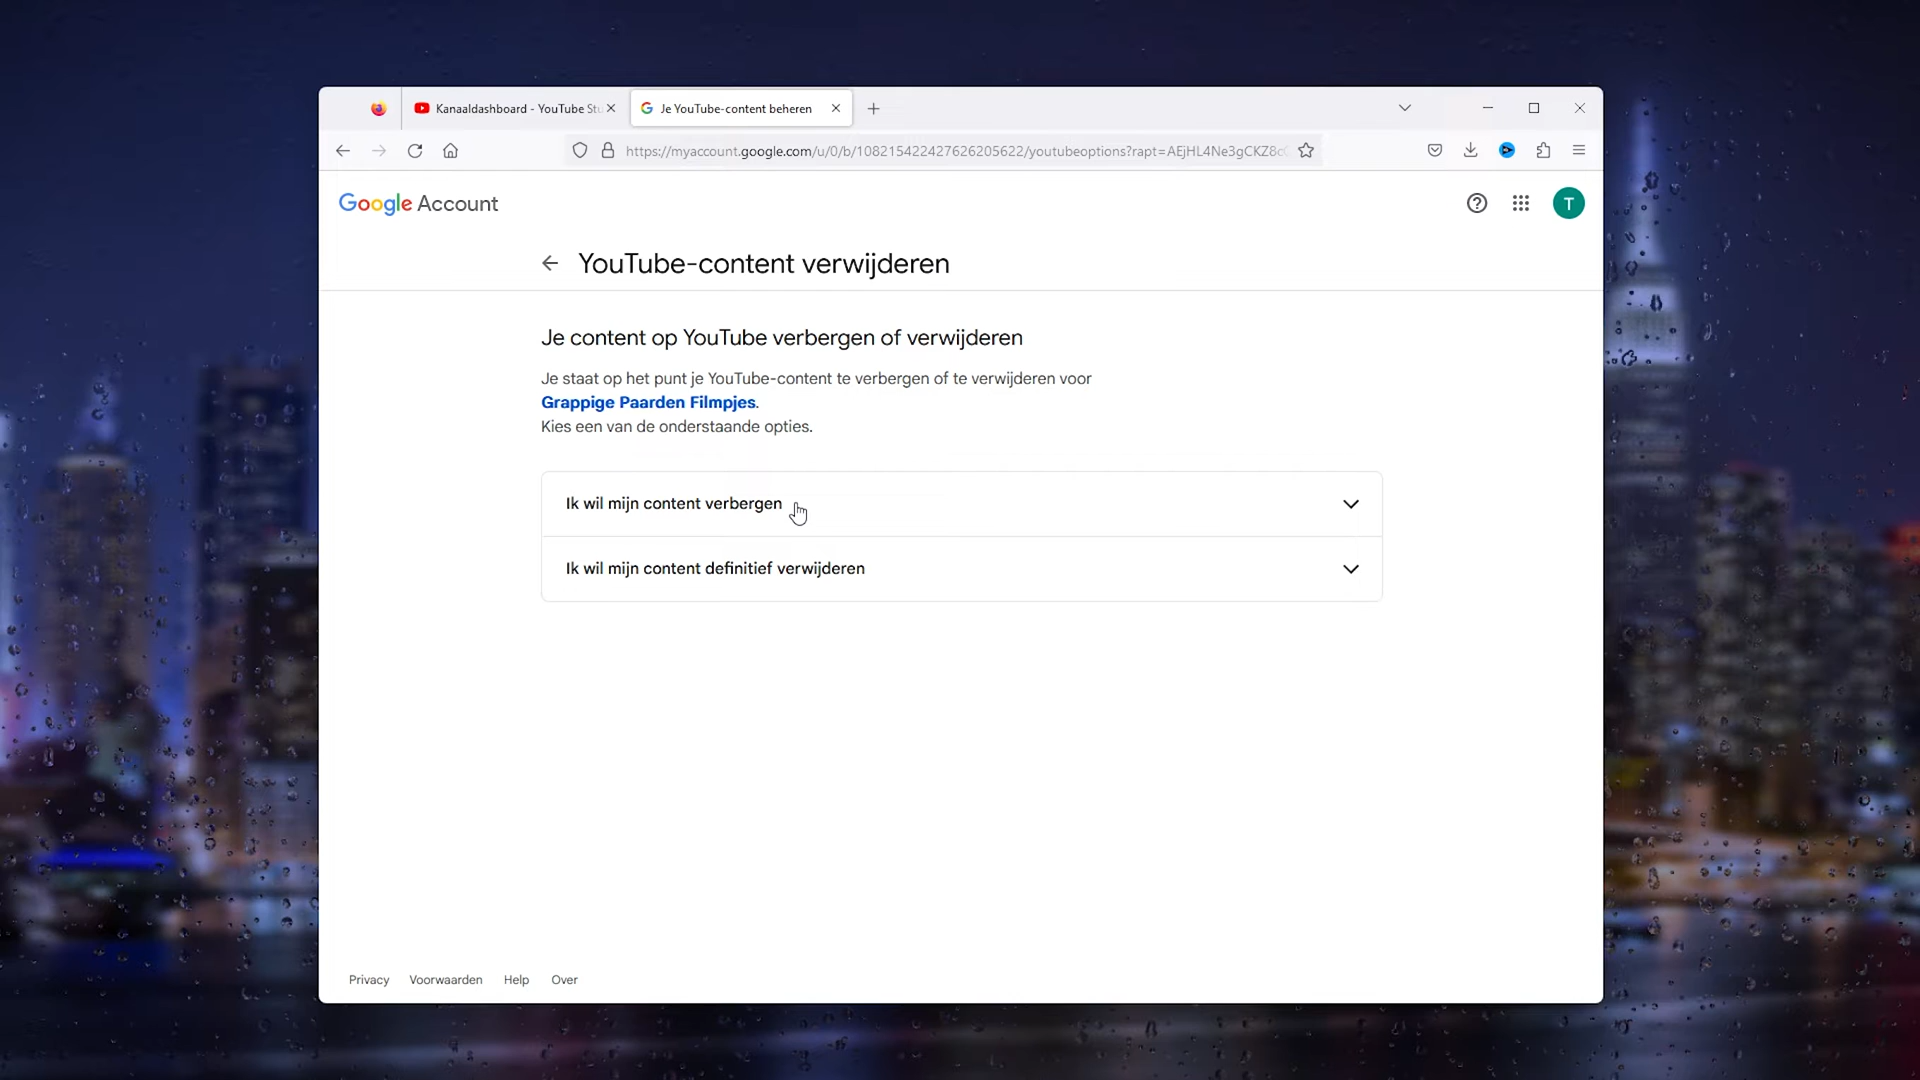 Kanaaldashboard - YouTube Stu
Je YouTube-content beheren
https://myaccount.google.com/u/0/b/108215422427626205622/youtubeoptions?rapt=AEjHL4Ne3gCKZ8c
Google Account
T
YouTube-content verwijderen
Je content op YouTube verbergen of verwijderen
Je staat op het punt je YouTube-content te verbergen of te verwijderen voor
Grappige Paarden Filmpjes.
Kies een van de onderstaande opties.
Ik wil mijn content verbergen
Ik wil mijn content definitief verwijderen
Privacy Voorwaarden Help Over